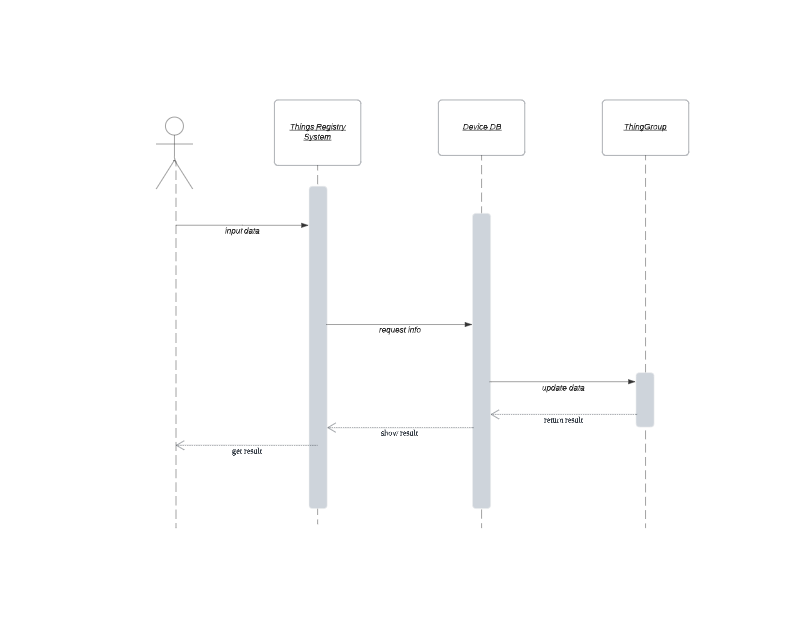 Things Registry
System
Device DB
ThingGroup
input data
request info
update data
return result
show result
get result